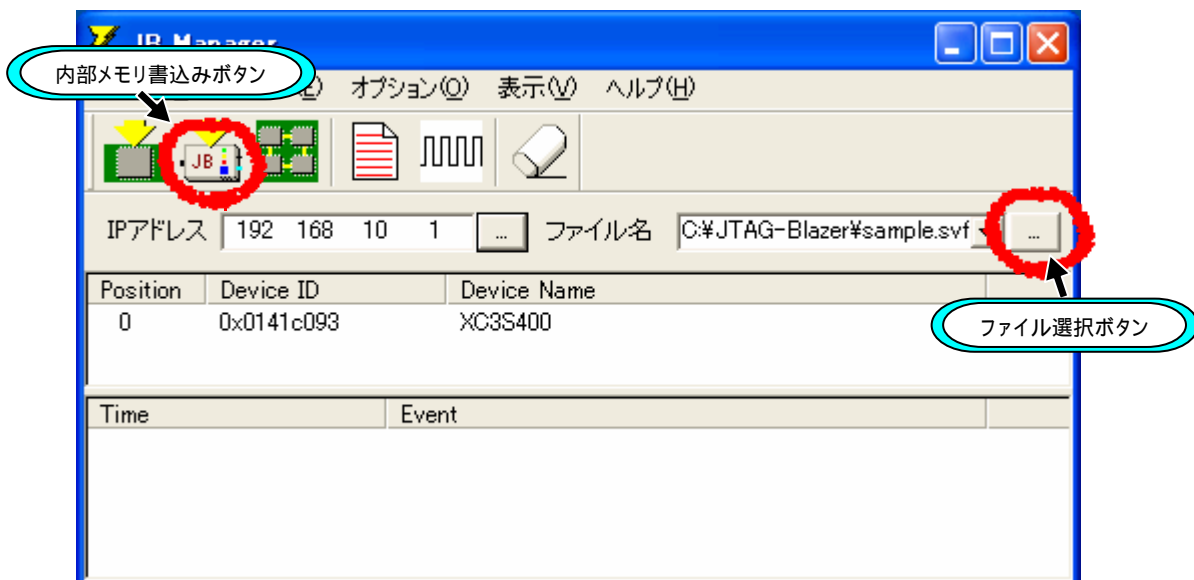 JB Manager
内部メモリ書込みボタン
オプション(O) 表示(V) ヘルプ(H)
JB
IPアドレス 192 168 10 1 ... ファイル名 C:¥JTAG-Blazer¥sample.svf ...
Position Device ID Device Name
0 0x0141c093 XC3S400
ファイル選択ボタン
Time Event